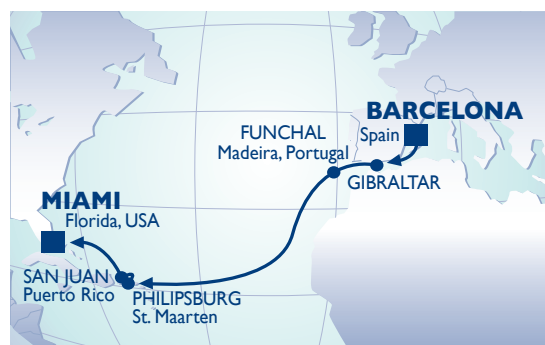 BARCELONA
Spain
FUNCHAL
Madeira, Portugal
GIBRALTAR
MIAMI
Florida, USA
SAN JUAN
Puerto Rico
PHILIPSBURG
St. Maarten